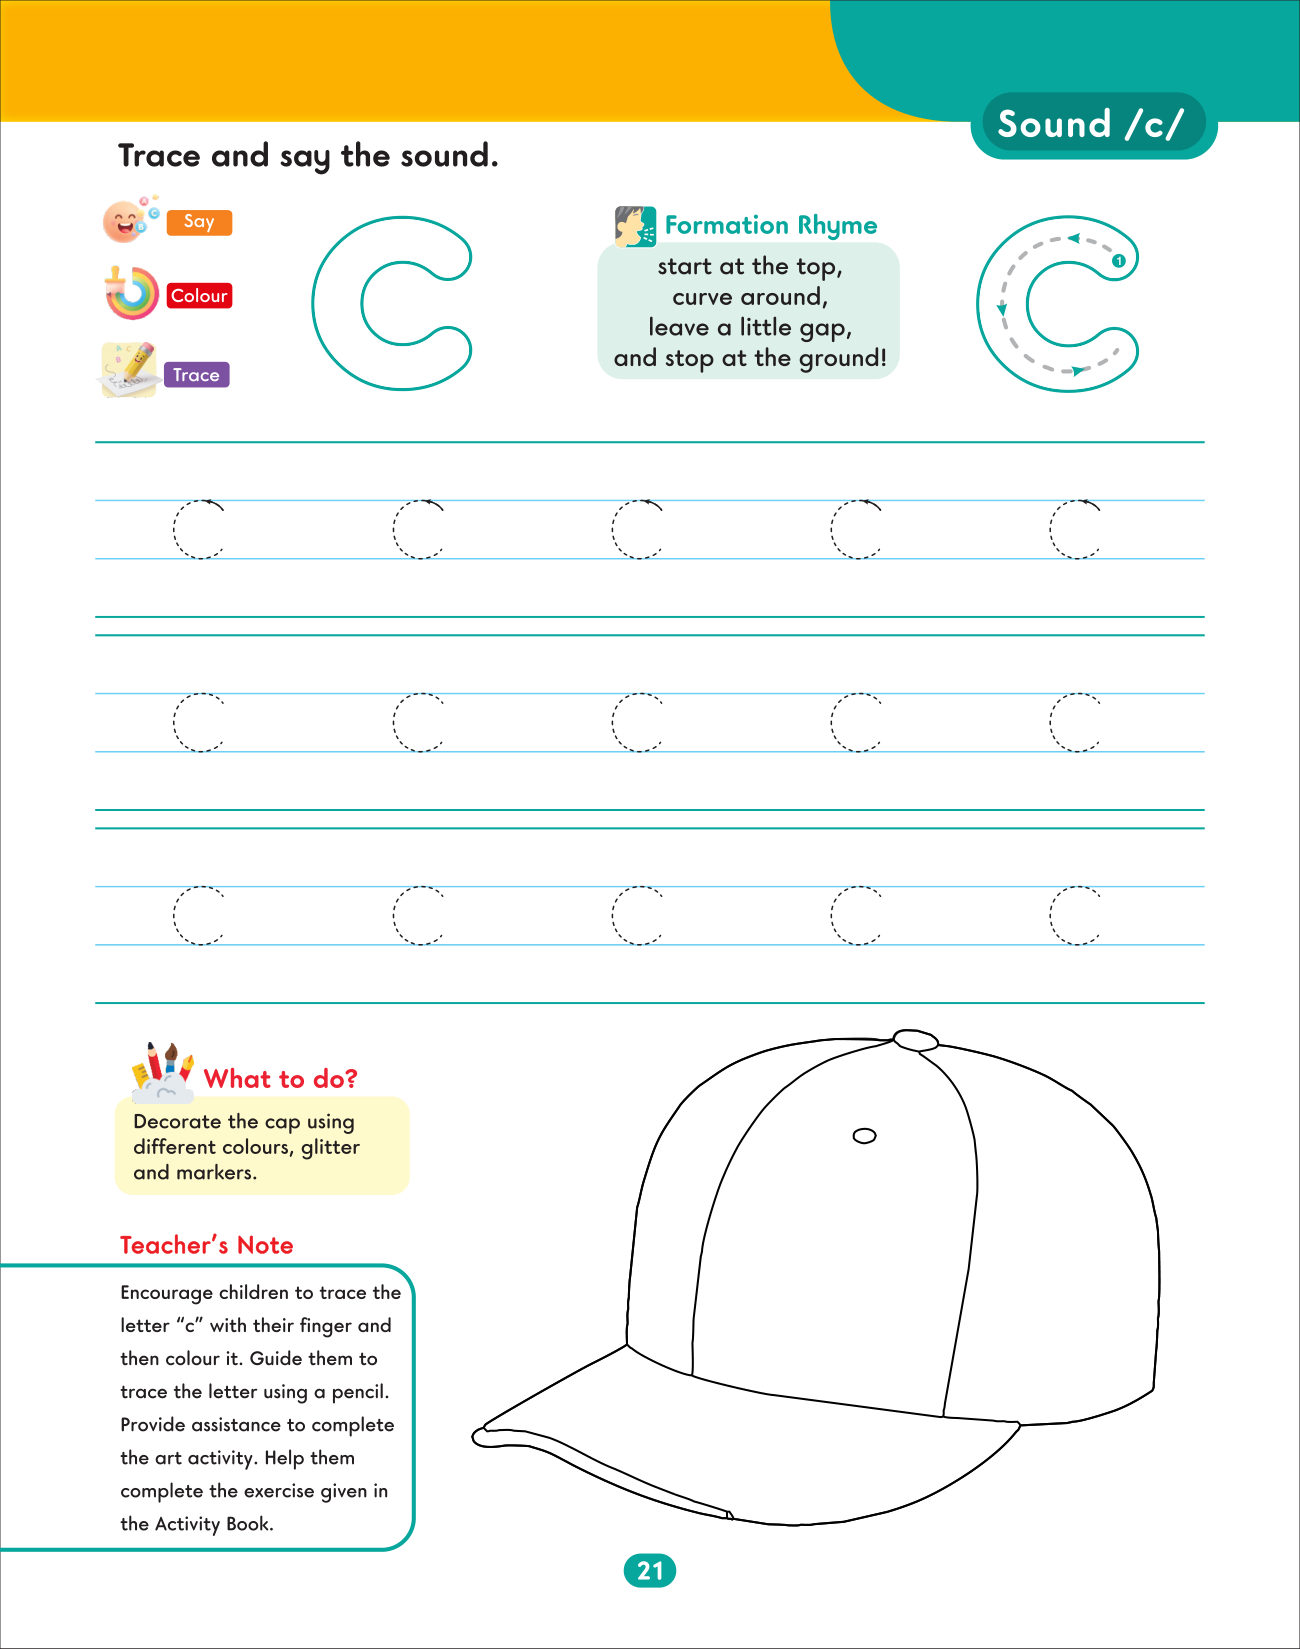 Sound /c/
Trace and say the sound.
Say
Colour
Trace
Formation Rhyme
start at the top,
curve around,
leave a little gap,
and stop at the ground!
c
c
1
c c c c c
c c c c c
c c c c c
What to do?
Decorate the cap using
different colours, glitter
and markers.
Teacher's Note
Encourage children to trace the
letter “c” with their finger and
then colour it. Guide them to
trace the letter using a pencil.
Provide assistance to complete
the art activity. Help them
complete the exercise given in
the Activity Book.
21